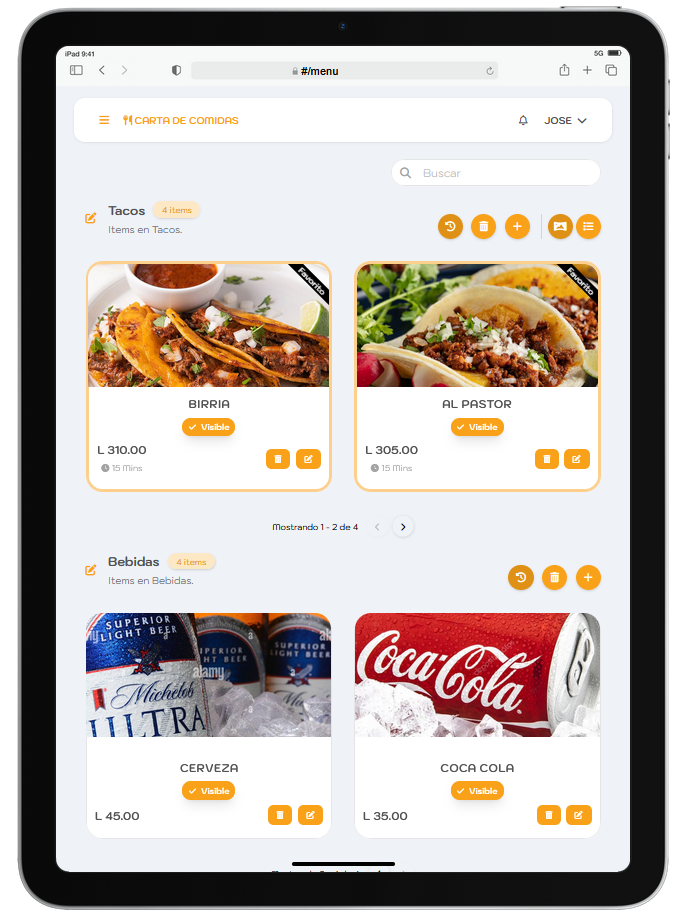 iPad 9:41
5G
#/menu
CARTA DE COMIDAS
JOSE
Buscar
Tacos
4 items
Items en Tacos.
Favorito
Favorito
BIRRIA
AL PASTOR
Visible
Visible
L 310.00
L 305.00
15 Mins
15 Mins
Mostrando 1 - 2 de 4
Bebidas
4 items
Items en Bebidas.
SUPERIOR
LIGHT BEER
Michelob
ULTRA
LIGHT BEER
SUPERIOR
LIGHT BEER
alamy
a
a
Coca-Cola
CERVEZA
COCA COLA
Visible
Visible
L 45.00
L 35.00